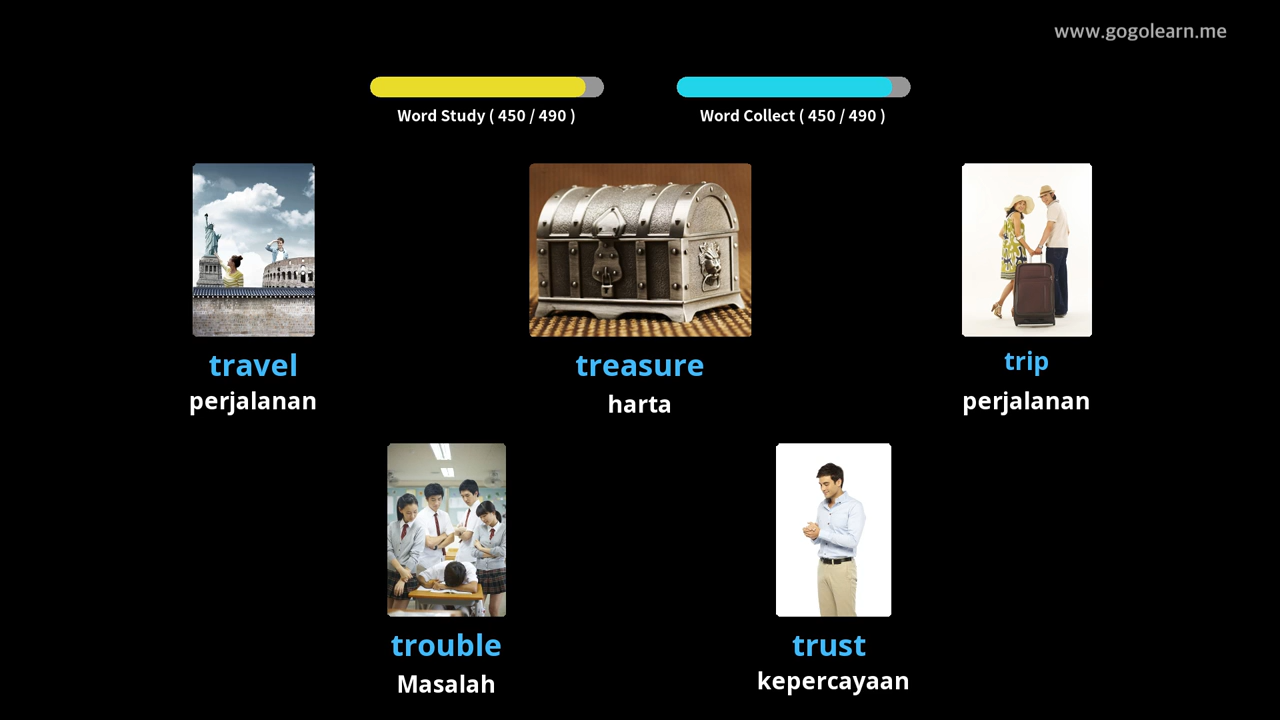 www.gogolearn.me
Word Study ( 450 / 490 )
Word Collect ( 450 / 490 )
travel
perjalanan
treasure
harta
trip
perjalanan
trouble
Masalah
trust
kepercayaan